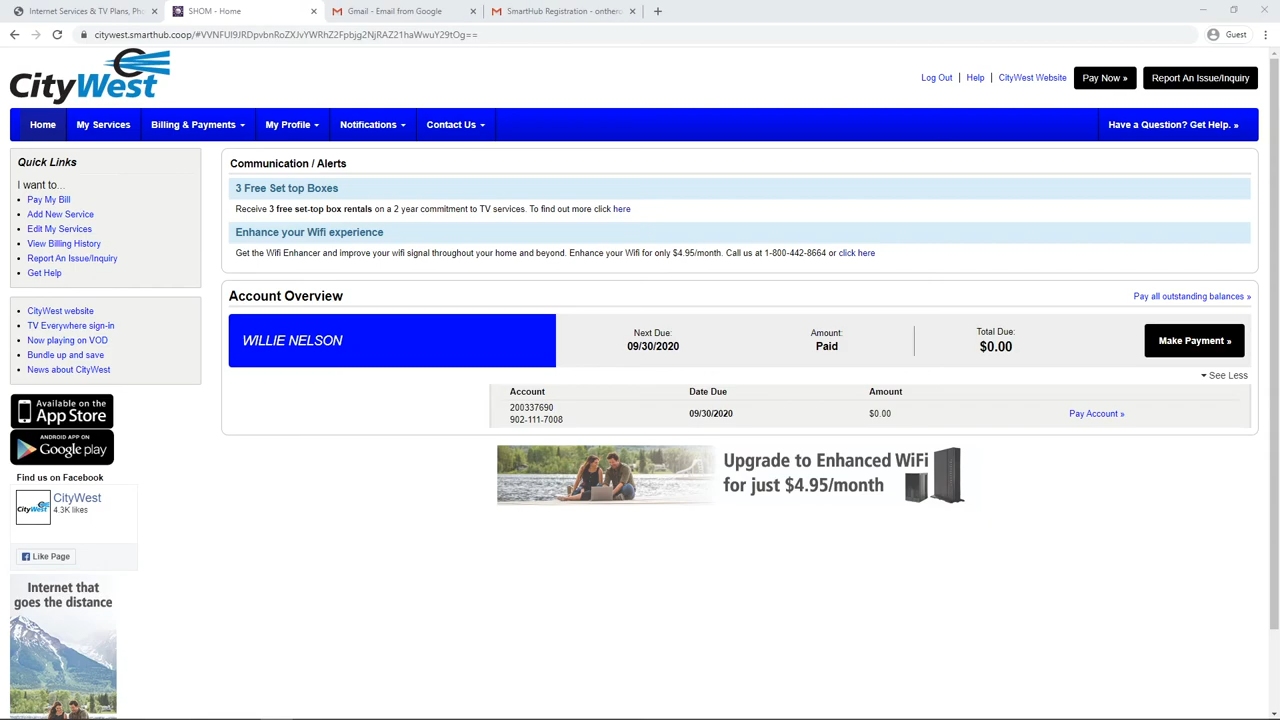 Internet Services & TV Plans, Pho
SHOM - Home
Gmail - Email from Google
SmartHub Registration - onther
citywest.smarthub.coop/#VVNFUl9JRDpvbnRoZXJvYWRhZ2Fpbjg2NjRAZ21haWwuY29tOg==
Guest
CityWest
Log Out
Help
CityWest Website
Pay Now »
Report An Issue/Inquiry
Home
My Services
Billing & Payments
My Profile
Notifications
Contact Us
Have a Question? Get Help. »
Quick Links
I want to...
Pay My Bill
Add New Service
Edit My Services
View Billing History
Report An Issue/Inquiry
Get Help
CityWest website
TV Everywhere sign-in
Now playing on VOD
Bundle up and save
News about CityWest
Available on the
App Store
ANDROID APP ON
Google play
Find us on Facebook
CityWest
CityWest
4.3K likes
Like Page
Internet that
goes the distance
Communication / Alerts
3 Free Set top Boxes
Receive 3 free set-top box rentals on a 2 year commitment to TV services. To find out more click here
Enhance your Wifi experience
Get the Wifi Enhancer and improve your wifi signal throughout your home and beyond. Enhance your Wifi for only $4.95/month. Call us at 1-800-442-8664 or click here
Account Overview
Pay all outstanding balances »
WILLIE NELSON
Next Due:
09/30/2020
Amount:
Paid
Total Due:
$0.00
Make Payment »
See Less
Account
Date Due
Amount
200337690
902-111-7008
09/30/2020
$0.00
Pay Account »
Upgrade to Enhanced WiFi
for just $4.95/month